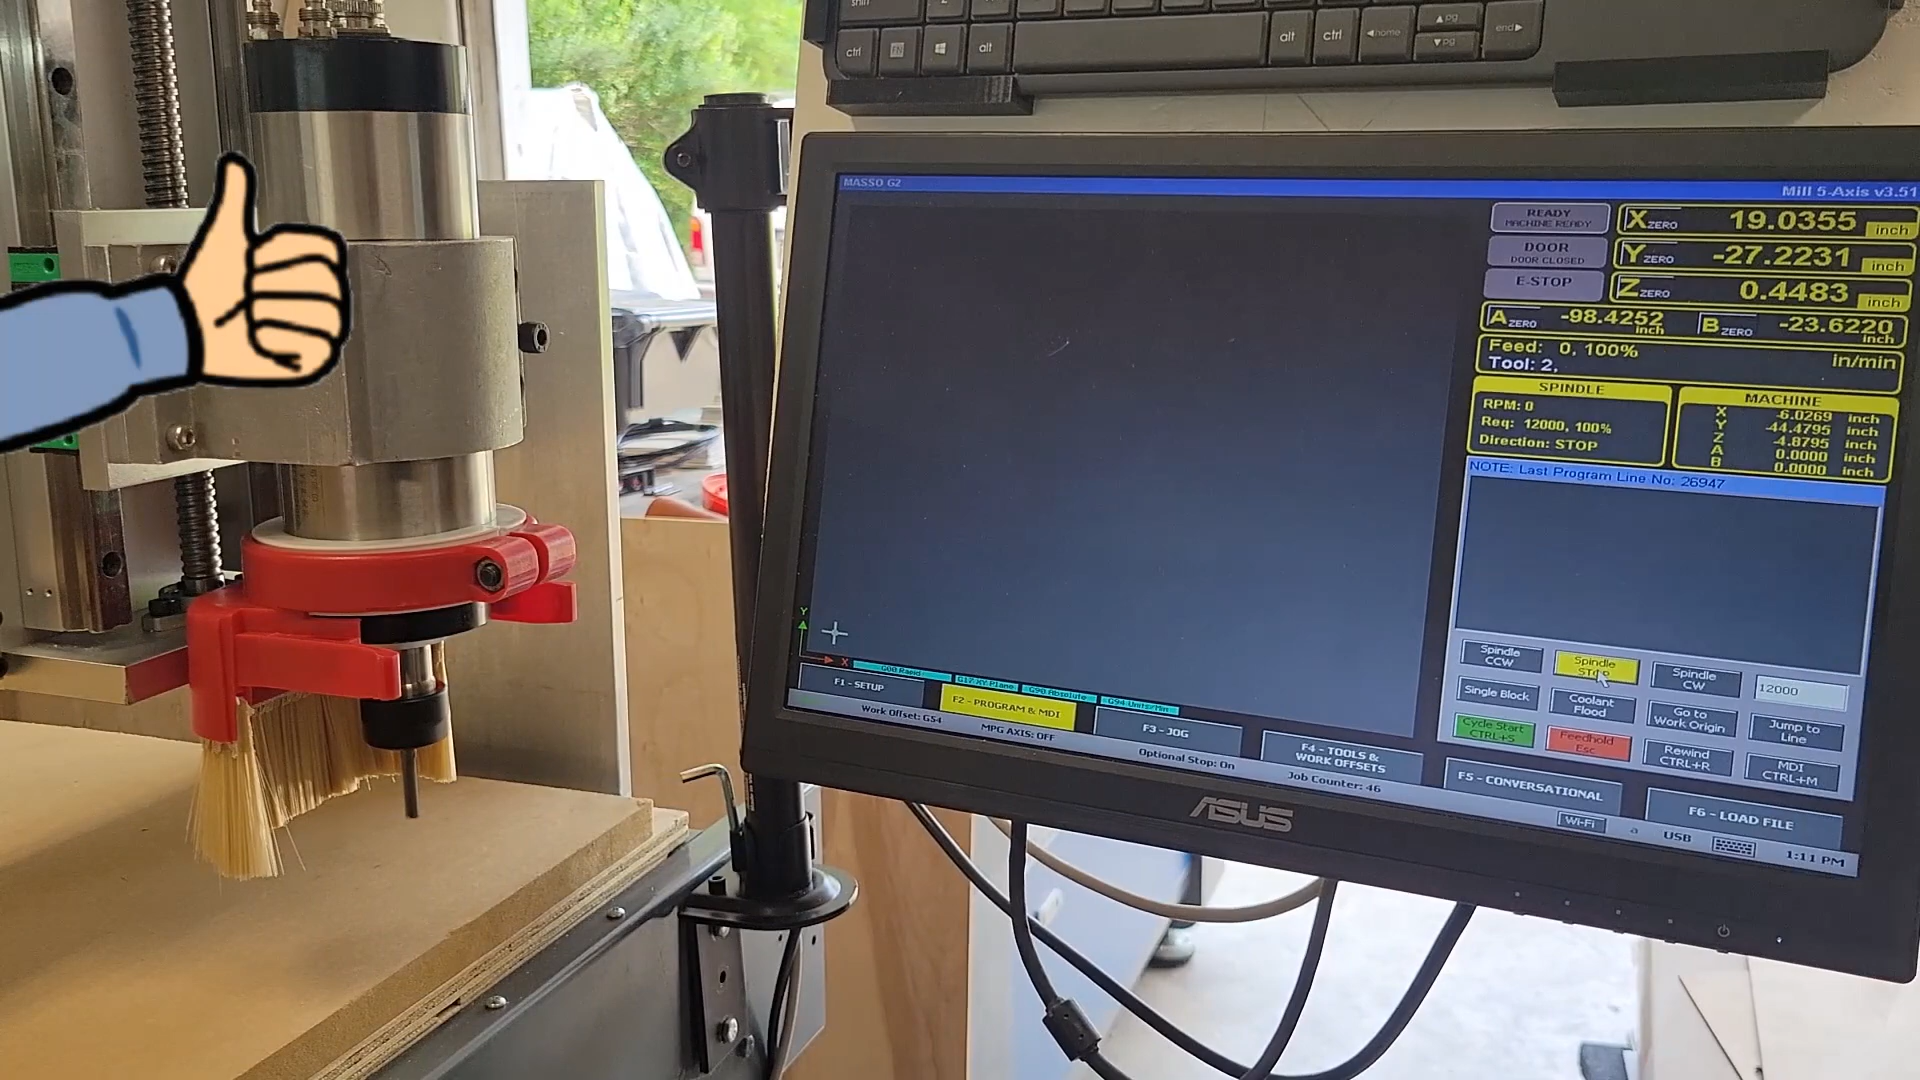 shift
ctrl
alt
alt
ctrl
home
pg
pg
end
MASSO G2
Mill 5-Axis v3.51
READY
MACHINE READY
X ZERO 19.0355 inch
DOOR
DOOR CLOSED
Y ZERO -27.2231 inch
E-STOP
Z ZERO 0.4483 inch
A ZERO -98.4252 inch
B ZERO -23.6220 inch
Feed: 0, 100%
in/min
Tool: 2,
SPINDLE
RPM: 0
Req: 12000, 100%
Direction: STOP
MACHINE
X -6.0269 inch
Y -44.4795 inch
Z -4.8795 inch
A 0.0000 inch
B 0.0000 inch
NOTE: Last Program Line No: 26947
Spindle CCW
Spindle STOP
Spindle CW
12000
Single Block
Coolant Flood
Go to Work Origin
Jump to Line
Cycle Start CTRL+S
Feedhold Esc
Rewind CTRL+R
MDI CTRL+M
Y
X
G00 Rapid
G17 XY Plane
G90 Absolute
G94 Units/Min
F1 - SETUP
F2 - PROGRAM & MDI
F3 - JOG
F4 - TOOLS & WORK OFFSETS
F5 - CONVERSATIONAL
F6 - LOAD FILE
Work Offset: G54
MPG AXIS: OFF
Optional Stop: On
Job Counter: 46
Wi-Fi
a
USB
1:11 PM
ASUS